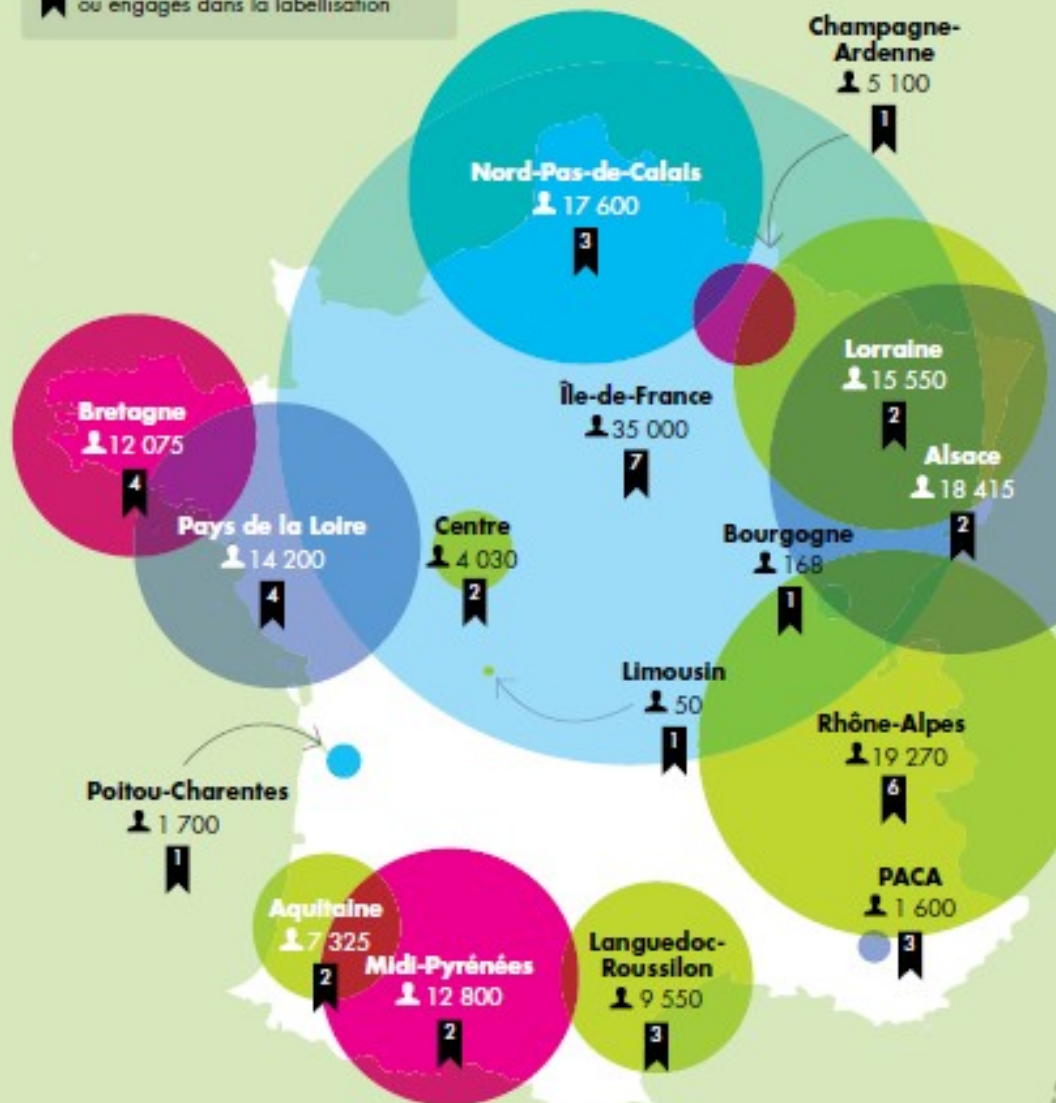 ou engagés dans la labellisation
Champagne-
Ardenne
5 100
1
Nord-Pas-de-Calais
17 600
3
Lorraine
15 550
2
Île-de-France
35 000
7
Bretagne
12 075
4
Alsace
18 415
2
Pays de la Loire
14 200
4
Centre
4 030
2
Bourgogne
168
1
Limousin
50
1
Rhône-Alpes
19 270
6
Poitou-Charentes
1 700
1
PACA
1 600
3
Aquitaine
7 325
2
Midi-Pyrénées
12 800
2
Languedoc-
Roussilon
9 550
3